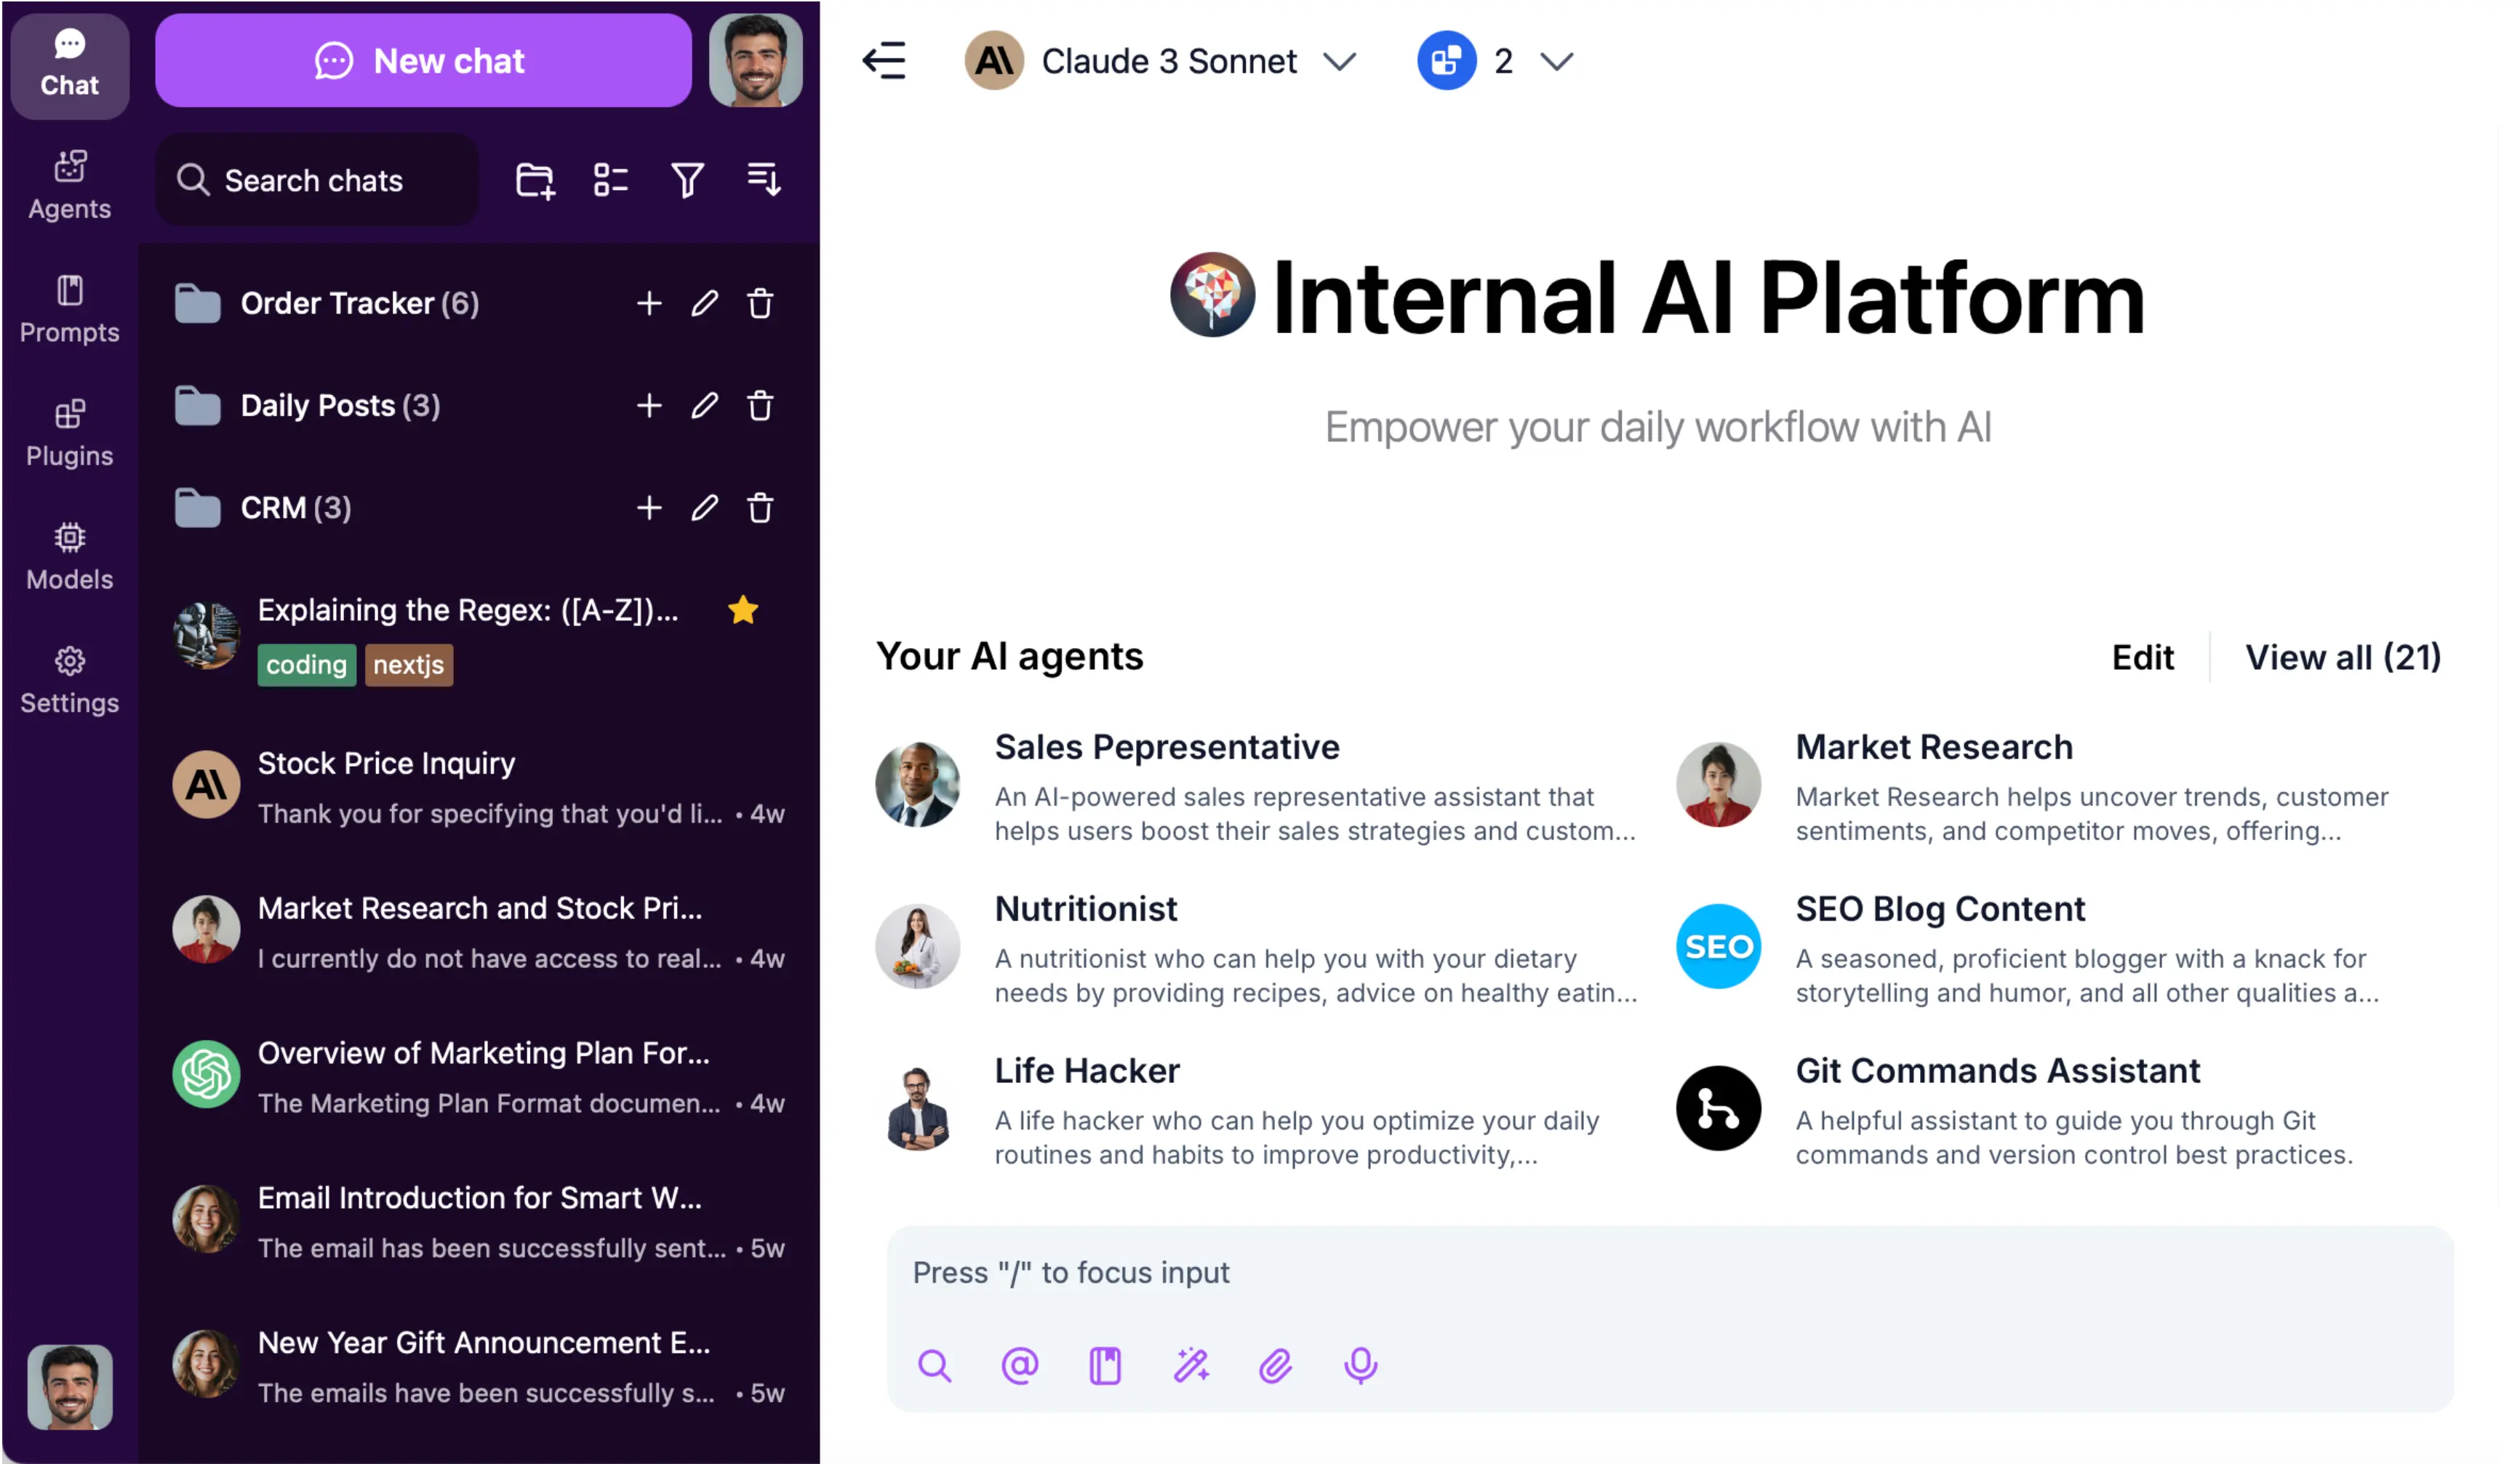 Chat
Agents
Prompts
Plugins
Models
Settings
New chat
Search chats
Order Tracker (6)
Daily Posts (3)
CRM (3)
Explaining the Regex: ([A-Z])...
coding nextjs
Stock Price Inquiry
Thank you for specifying that you'd li... • 4w
Market Research and Stock Pri...
I currently do not have access to real... • 4w
Overview of Marketing Plan For...
The Marketing Plan Format documen... • 4w
Email Introduction for Smart W...
The email has been successfully sent... • 5w
New Year Gift Announcement E...
The emails have been successfully s... • 5w
Claude 3 Sonnet
2
Internal AI Platform
Empower your daily workflow with AI
Your AI agents
Edit
View all (21)
Sales Pepresentative
An AI-powered sales representative assistant that
helps users boost their sales strategies and custom...
Market Research
Market Research helps uncover trends, customer
sentiments, and competitor moves, offering...
Nutritionist
A nutritionist who can help you with your dietary
needs by providing recipes, advice on healthy eatin...
SEO
SEO Blog Content
A seasoned, proficient blogger with a knack for
storytelling and humor, and all other qualities a...
Life Hacker
A life hacker who can help you optimize your daily
routines and habits to improve productivity,...
Git Commands Assistant
A helpful assistant to guide you through Git
commands and version control best practices.
Press "/" to focus input